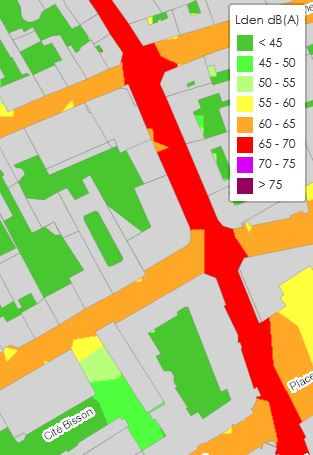 Lden dB(A)
< 45
45 - 50
50 - 55
55 - 60
60 - 65
65 - 70
70 - 75
> 75
Place
Cité Bisson